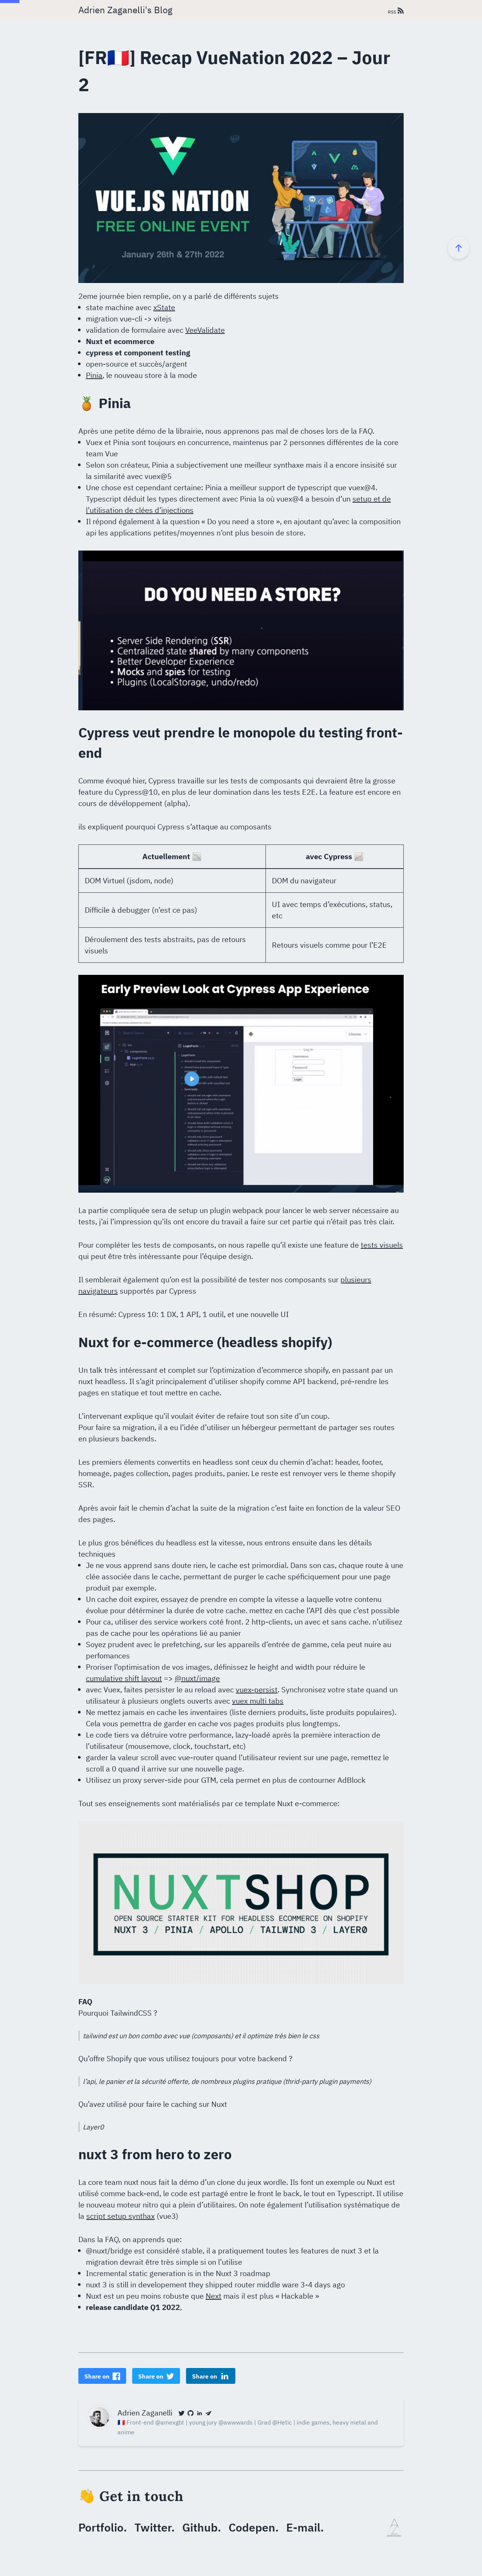 Adrien Zaganelli's Blog
RSS
[FR🇫🇷] Recap VueNation 2022 – Jour
2
VUE.JS NATION
FREE ONLINE EVENT
January 26th & 27th 2022
2eme journée bien remplie, on y a parlé de différents sujets
• state machine avec xState
• migration vue-cli -> vitejs
• validation de formulaire avec VeeValidate
• Nuxt et ecommerce
• cypress et component testing
• open-source et succès/argent
• Pinia, le nouveau store à la mode
🍍 Pinia
Après une petite démo de la librairie, nous apprenons pas mal de choses lors de la FAQ.
• Vuex et Pinia sont toujours en concurrence, maintenus par 2 personnes différentes de la core
team Vue
• Selon son créateur, Pinia a subjectivement une meilleur synthaxe mais il a encore insisité sur
la similarité avec vuex@5
• Une chose est cependant certaine: Pinia a meilleur support de typescript que vuex@4.
Typescript déduit les types directement avec Pinia la où vuex@4 a besoin d'un setup et de
l'utilisation de clées d'injections
• Il répond également à la question « Do you need a store », en ajoutant qu'avec la composition
api les applications petites/moyennes n'ont plus besoin de store.
DO YOU NEED A STORE?
• Server Side Rendering (SSR)
• Centralized state shared by many components
• Better Developer Experience
• Mocks and spies for testing
• Plugins (LocalStorage, undo/redo)
Cypress veut prendre le monopole du testing front-
end
Comme évoqué hier, Cypress travaille sur les tests de composants qui devraient être la grosse
feature du Cypress@10, en plus de leur domination dans les tests E2E. La feature est encore en
cours de dévéloppement (alpha).
ils expliquent pourquoi Cypress s'attaque au composants
Actuellement 📉 avec Cypress 📈
DOM Virtuel (jsdom, node) DOM du navigateur
Difficile à debugger (n'est ce pas) UI avec temps d'exécutions, status,
etc
Déroulement des tests abstraits, pas de retours
visuels Retours visuels comme pour l'E2E
Early Preview Look at Cypress App Experience
Log in
Username
Password
Login
La partie compliquée sera de setup un plugin webpack pour lancer le web server nécessaire au
tests, j'ai l'impression qu'ils ont encore du travail a faire sur cet partie qui n'était pas très clair.
Pour compléter les tests de composants, on nous rapelle qu'il existe une feature de tests visuels
qui peut être très intéressante pour l'équipe design.
Il semblerait également qu'on est la possibilité de tester nos composants sur plusieurs
navigateurs supportés par Cypress
En résumé: Cypress 10: 1 DX, 1 API, 1 outil, et une nouvelle UI
Nuxt for e-commerce (headless shopify)
Un talk très intéressant et complet sur l'optimization d'ecommerce shopify, en passant par un
nuxt headless. Il s'agit principalement d'utiliser shopify comme API backend, pré-rendre les
pages en statique et tout mettre en cache.
L'intervenant explique qu'il voulait éviter de refaire tout son site d'un coup.
Pour faire sa migration, il a eu l'idée d'utiliser un hébergeur permettant de partager ses routes
en plusieurs backends.
Les premiers élements convertits en headless sont ceux du chemin d'achat: header, footer,
homeage, pages collection, pages produits, panier. Le reste est renvoyer vers le theme shopify
SSR.
Après avoir fait le chemin d'achat la suite de la migration c'est faite en fonction de la valeur SEO
des pages.
Le plus gros bénéfices du headless est la vitesse, nous entrons ensuite dans les détails
techniques
• Je ne vous apprend sans doute rien, le cache est primordial. Dans son cas, chaque route à une
clée associée dans le cache, permettant de purger le cache spéficiquement pour une page
produit par exemple.
• Un cache doit expirer, essayez de prendre en compte la vitesse a laquelle votre contenu
évolue pour détérminer la durée de votre cache. mettez en cache l'API dès que c'est possible
• Pour ca, utiliser des service workers coté front. 2 http-clients, un avec et sans cache. n'utilisez
pas de cache pour les opérations lié au panier
• Soyez prudent avec le prefetching, sur les appareils d'entrée de gamme, cela peut nuire au
perfomances
• Proriser l'optimisation de vos images, définissez le height and width pour réduire le
cumulative shift layout => @nuxt/image
• avec Vuex, faites persister le au reload avec vuex-persist. Synchronisez votre state quand un
utilisateur à plusieurs onglets ouverts avec vuex multi tabs
• Ne mettez jamais en cache les inventaires (liste derniers produits, liste produits populaires).
Cela vous pemettra de garder en cache vos pages produits plus longtemps.
• Le code tiers va détruire votre performance, lazy-loadé après la première interaction de
l'utilisateur (mousemove, clock, touchstart, etc)
• garder la valeur scroll avec vue-router quand l'utilisateur revient sur une page, remettez le
scroll a 0 quand il arrive sur une nouvelle page.
• Utilisez un proxy server-side pour GTM, cela permet en plus de contourner AdBlock
Tout ses enseignements sont matérialisés par ce template Nuxt e-commerce:
NUXTSHOP
OPEN SOURCE STARTER KIT FOR HEADLESS ECOMMERCE ON SHOPIFY
NUXT 3 / PINIA / APOLLO / TAILWIND 3 / LAYER0
FAQ
Pourquoi TailwindCSS ?
tailwind est un bon combo avec vue (composants) et il optimize très bien le css
Qu'offre Shopify que vous utilisez toujours pour votre backend ?
l'api, le panier et la sécurité offerte, de nombreux plugins pratique (thrid-party plugin payments)
Qu'avez utilisé pour faire le caching sur Nuxt
Layer0
nuxt 3 from hero to zero
La core team nuxt nous fait la démo d'un clone du jeux wordle. Ils font un exemple ou Nuxt est
utilisé comme back-end, le code est partagé entre le front le back, le tout en Typescript. Il utilise
le nouveau moteur nitro qui a plein d'utilitaires. On note également l'utilisation systématique de
la script setup synthax (vue3)
Dans la FAQ, on apprens que:
• @nuxt/bridge est considéré stable, il a pratiquement toutes les features de nuxt 3 et la
migration devrait être très simple si on l'utilise
• Incremental static generation is in the Nuxt 3 roadmap
• nuxt 3 is still in developement they shipped router middle ware 3-4 days ago
• Nuxt est un peu moins robuste que Next mais il est plus « Hackable »
• release candidate Q1 2022,
Share on Share on Share on
Adrien Zaganelli
🇫🇷 Front-end @amexgbt | young jury @awwwards | Grad @Hetic | indie games, heavy metal and
anime
👋 Get in touch
Portfolio. Twitter. Github. Codepen. E-mail.